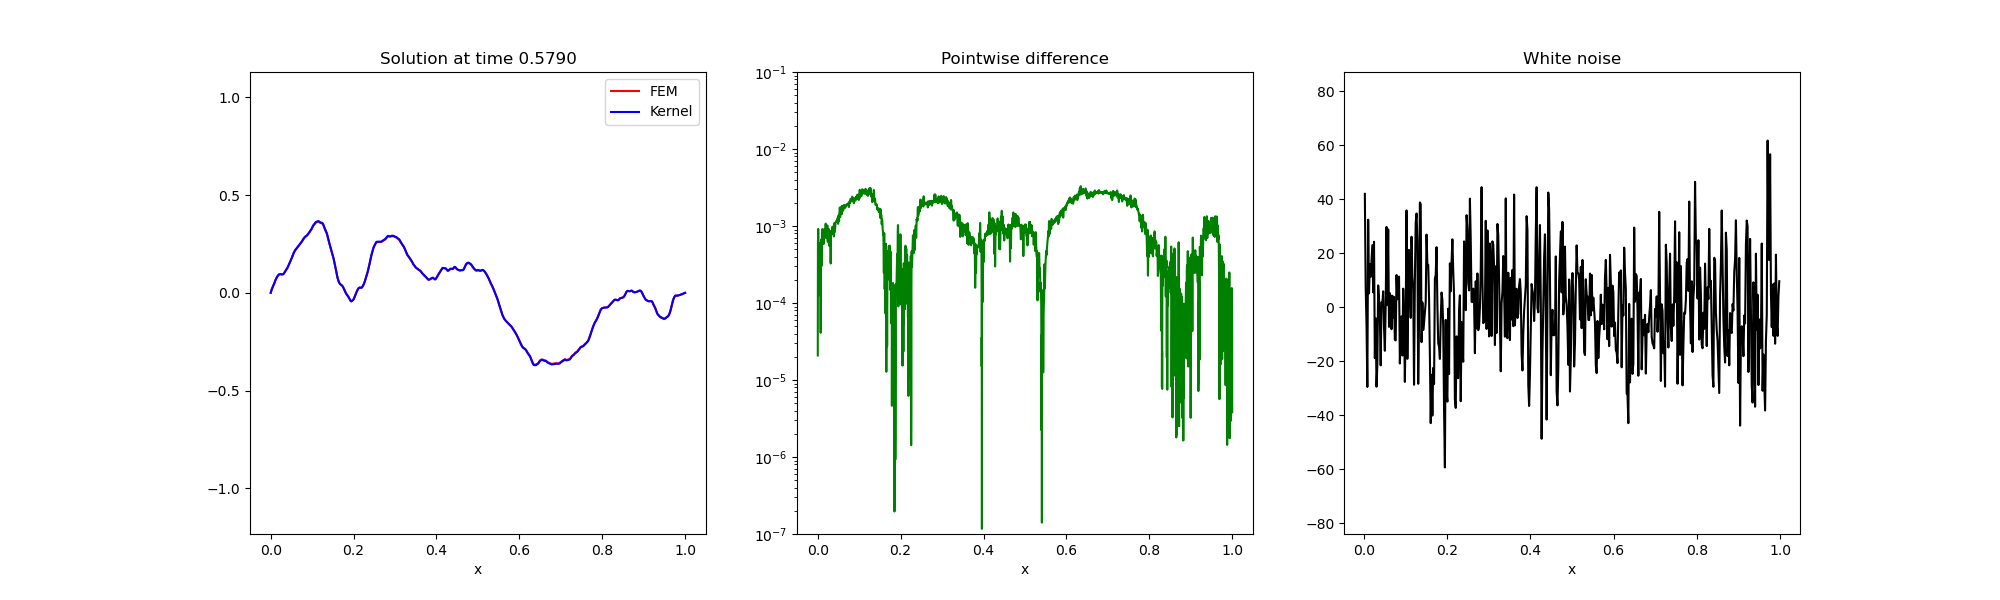 Solution at time 0.5790
1.0
0.5
0.0
−0.5
−1.0
FEM
Kernel
0.0 0.2 0.4 0.6 0.8 1.0
x
Pointwise difference
10⁻¹
10⁻²
10⁻³
10⁻⁴
10⁻⁵
10⁻⁶
10⁻⁷
0.0 0.2 0.4 0.6 0.8 1.0
x
White noise
80
60
40
20
0
−20
−40
−60
−80
0.0 0.2 0.4 0.6 0.8 1.0
x